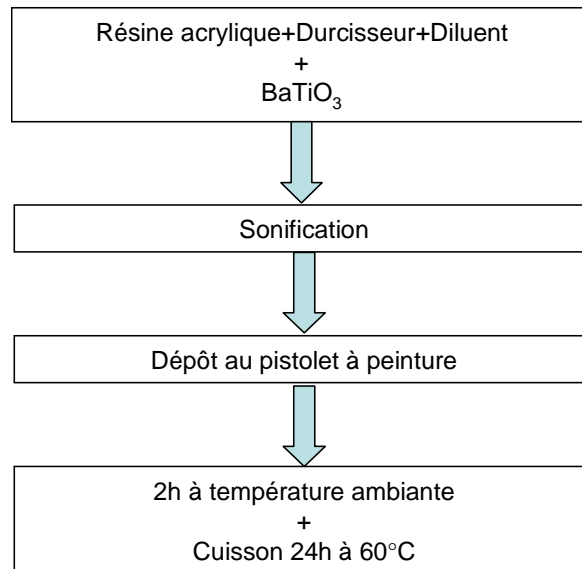 Résine acrylique+Durcisseur+Diluent
+
BaTiO₃
Sonification
Dépôt au pistolet à peinture
2h à température ambiante
+
Cuisson 24h à 60°C